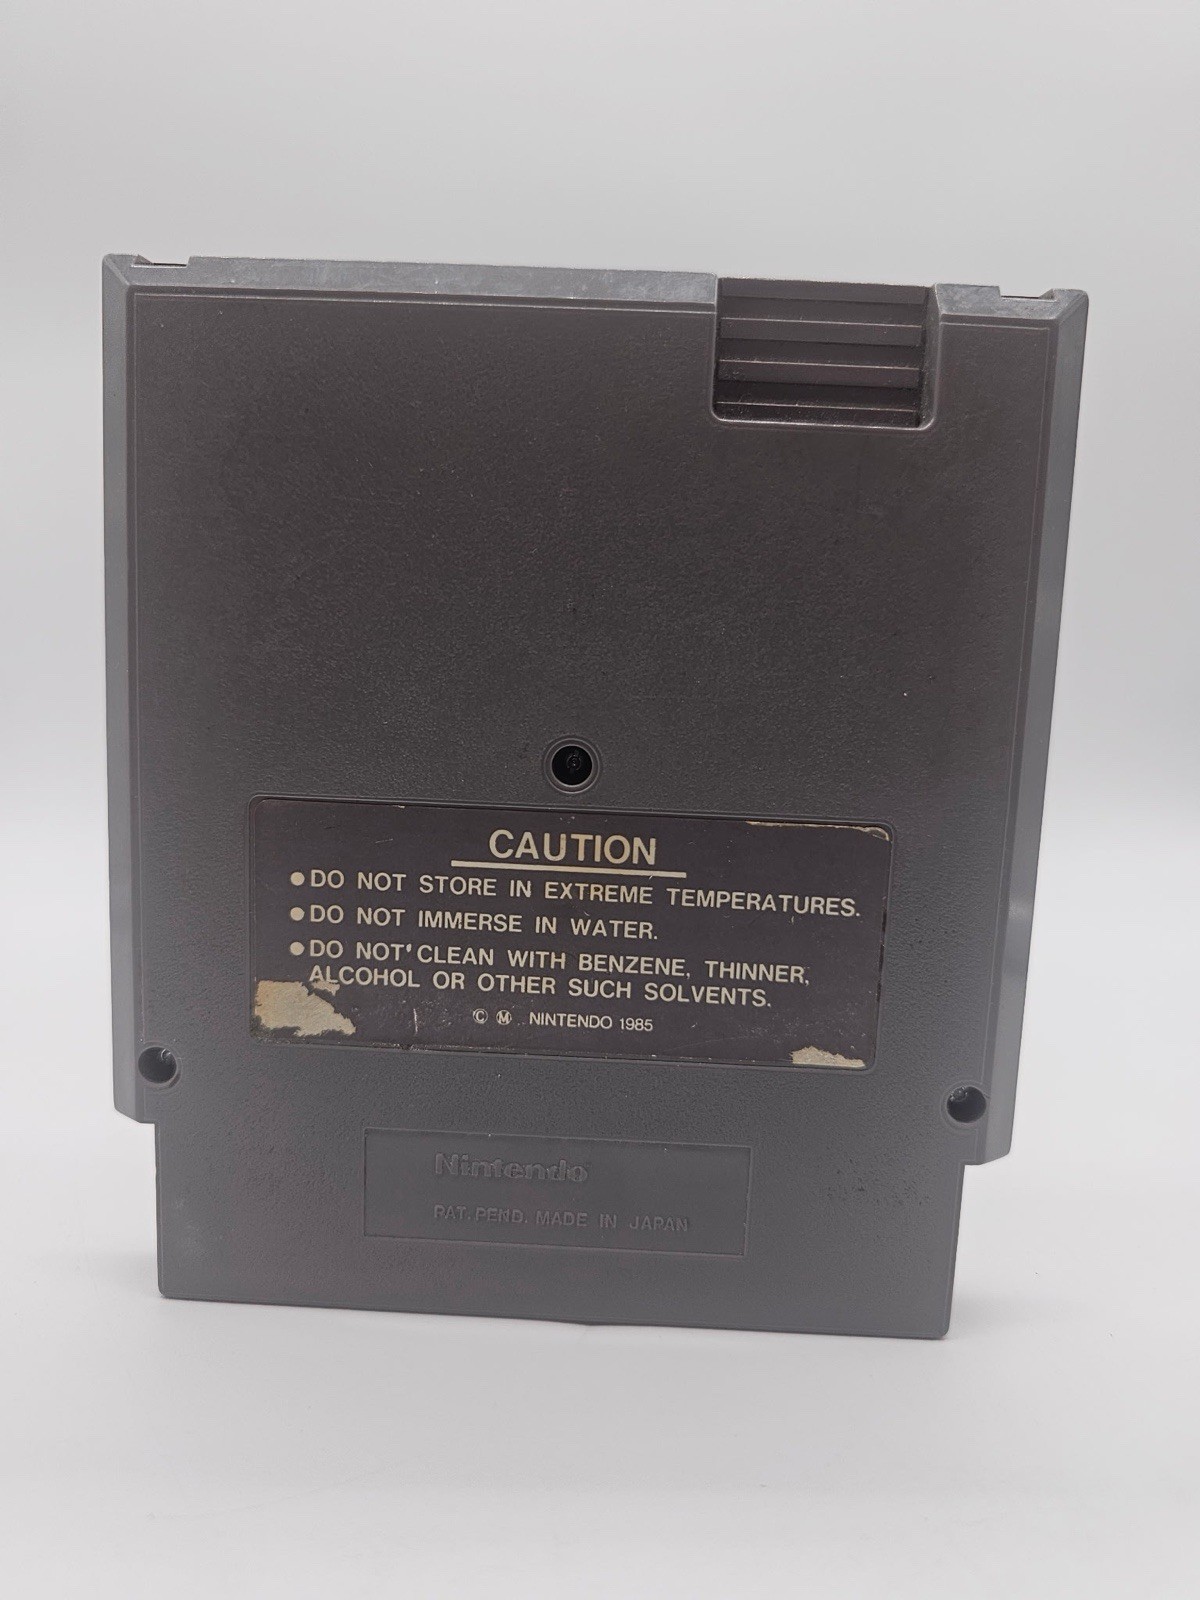 CAUTION
●DO NOT STORE IN EXTREME TEMPERATURES.
●DO NOT IMMERSE IN WATER.
●DO NOT CLEAN WITH BENZENE, THINNER,
ALCOHOL OR OTHER SUCH SOLVENTS.
© Ⓜ NINTENDO 1985
Nintendo
PAT. PEND. MADE IN JAPAN